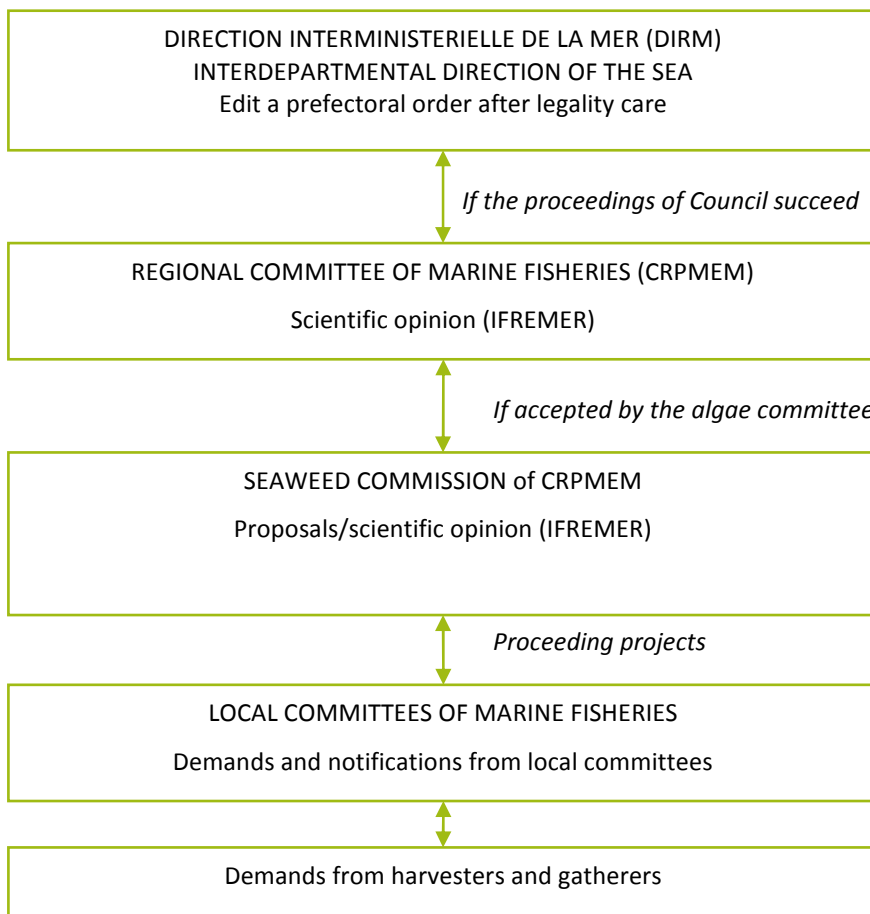 DIRECTION INTERMINISTERIELLE DE LA MER (DIRM)
INTERDEPARTMENTAL DIRECTION OF THE SEA
Edit a prefectoral order after legality care
If the proceedings of Council succeed
REGIONAL COMMITTEE OF MARINE FISHERIES (CRPMEM)
Scientific opinion (IFREMER)
If accepted by the algae committee
SEAWEED COMMISSION of CRPMEM
Proposals/scientific opinion (IFREMER)
Proceeding projects
LOCAL COMMITTEES OF MARINE FISHERIES
Demands and notifications from local committees
Demands from harvesters and gatherers